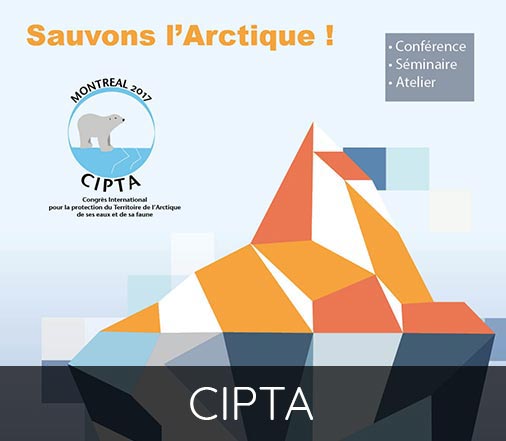 Sauvons l’Arctique !
• Conférence
• Séminaire
• Atelier
MONTREAL 2017
CIPTA
Congrès International
pour la protection du Territoire de l’Arctique
de ses eaux et de sa faune
CIPTA